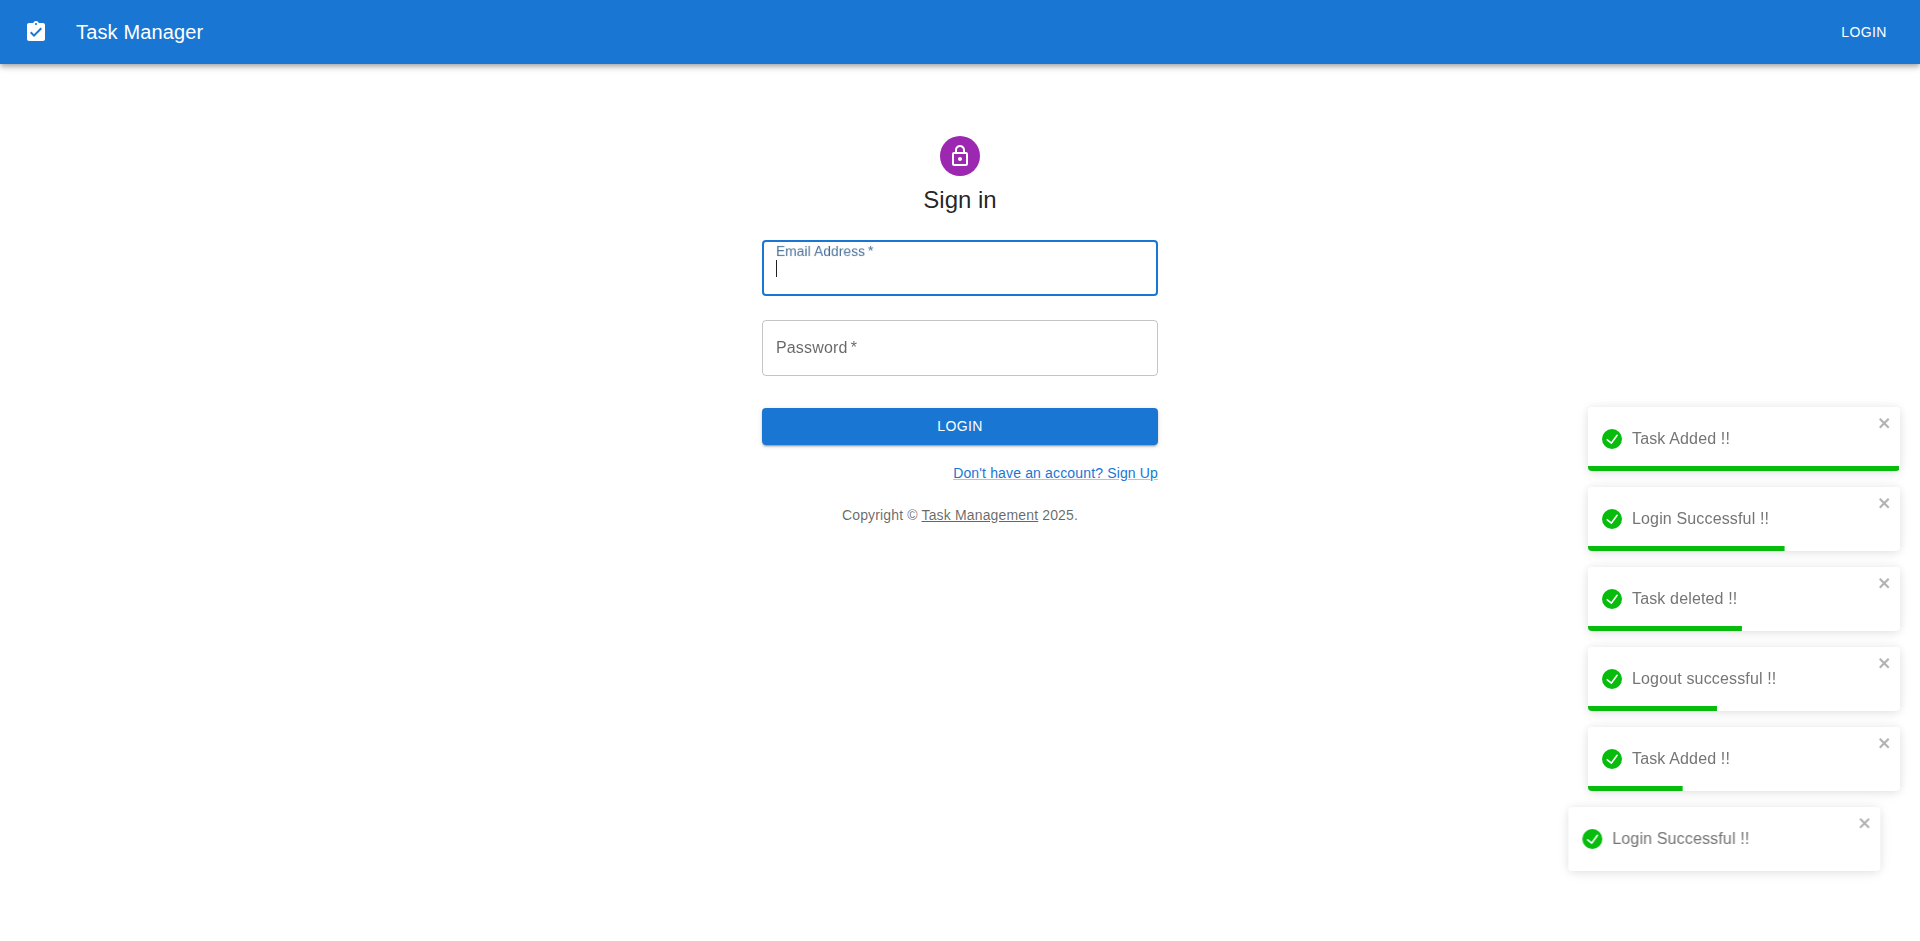 Task Manager
LOGIN
Sign in
Email Address *
Password *
LOGIN
Don't have an account? Sign Up
Copyright © Task Management 2025.
Task Added !!
Login Successful !!
Task deleted !!
Logout successful !!
Task Added !!
Login Successful !!